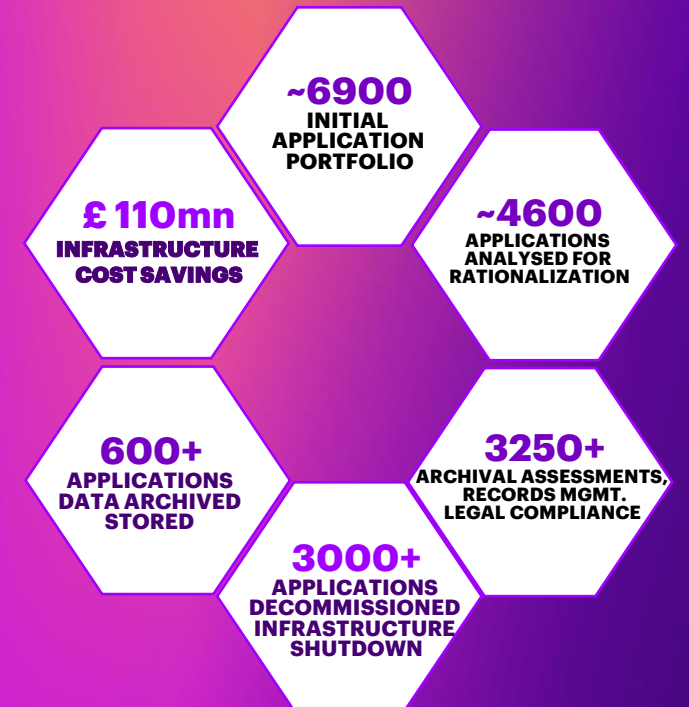 ~6900
INITIAL
APPLICATION
PORTFOLIO
~4600
APPLICATIONS
ANALYSED FOR
RATIONALIZATION
3250+
ARCHIVAL ASSESSMENTS,
RECORDS MGMT.
LEGAL COMPLIANCE
3000+
APPLICATIONS
DECOMMISSIONED
INFRASTRUCTURE
SHUTDOWN
600+
APPLICATIONS
DATA ARCHIVED
STORED
£ 110mn
INFRASTRUCTURE
COST SAVINGS